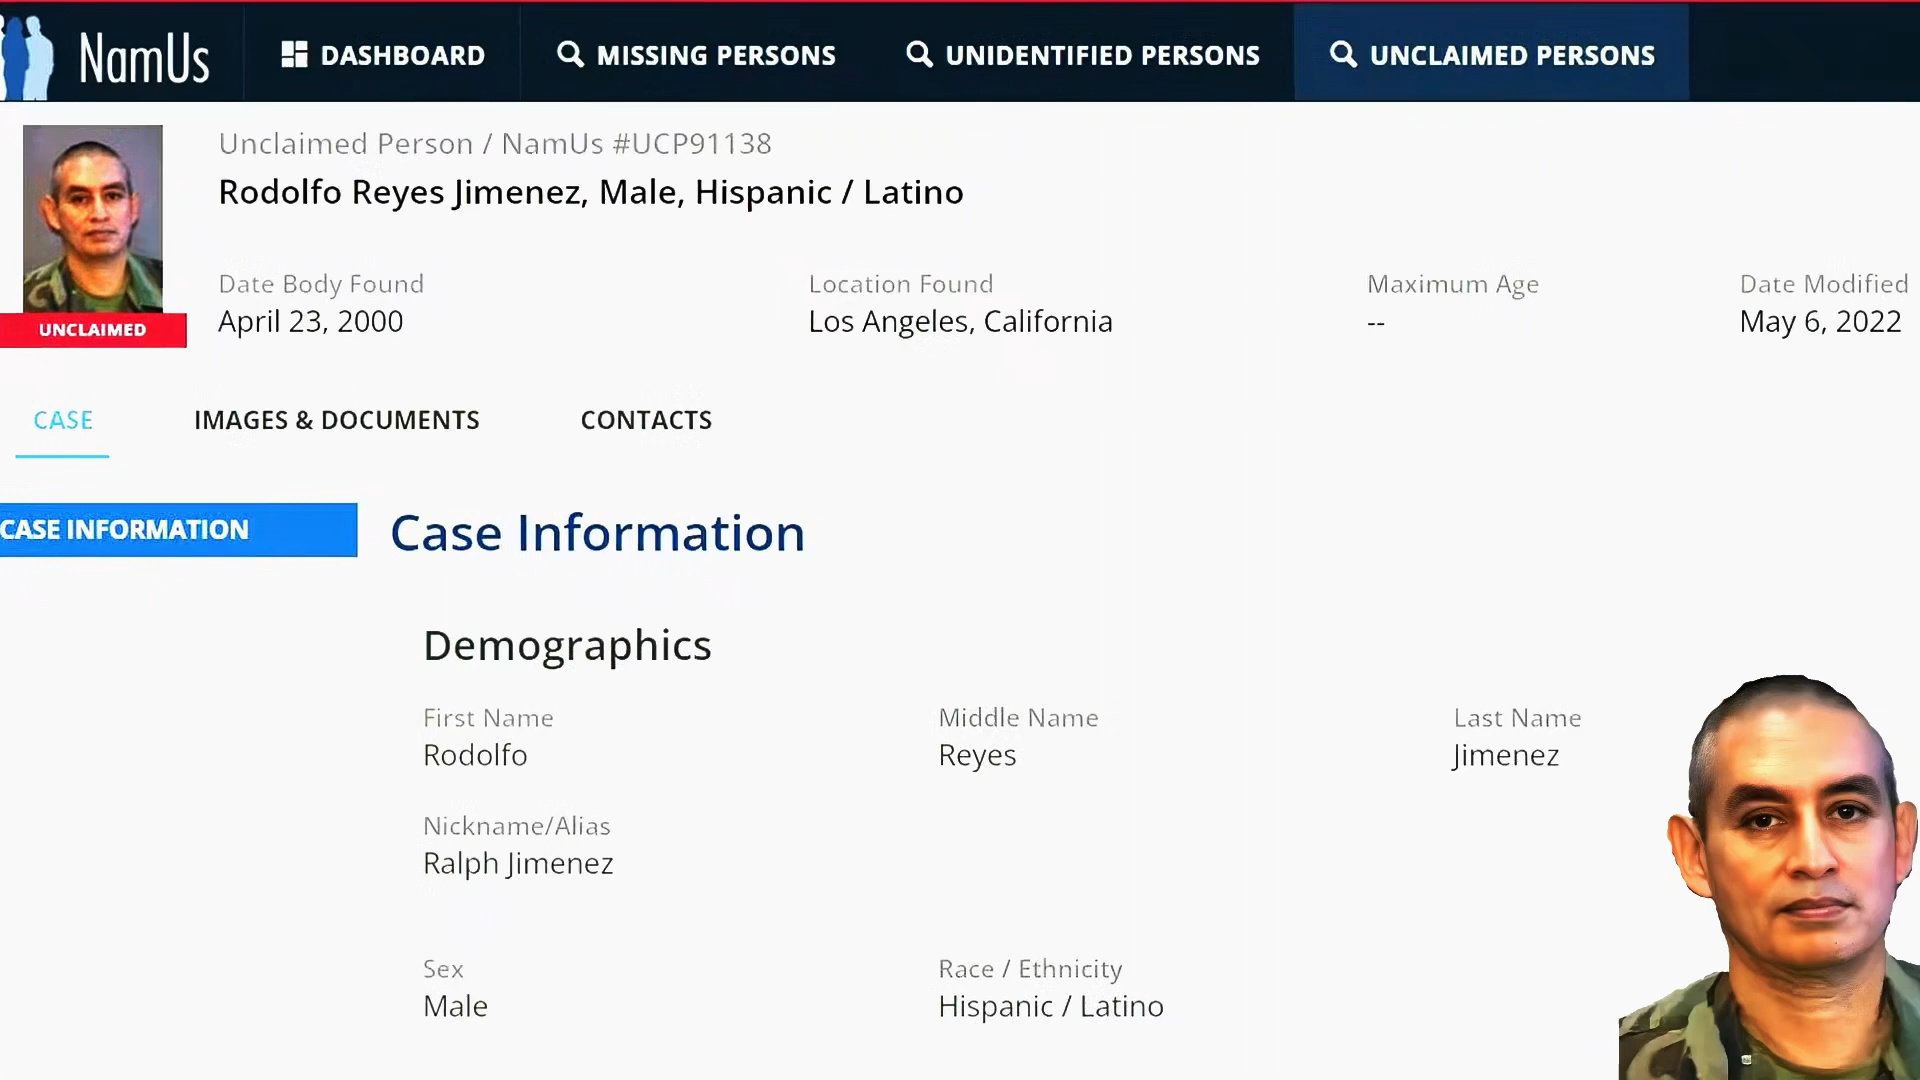 NamUs
DASHBOARD
MISSING PERSONS
UNIDENTIFIED PERSONS
UNCLAIMED PERSONS
Unclaimed Person / NamUs #UCP91138
Rodolfo Reyes Jimenez, Male, Hispanic / Latino
UNCLAIMED
Date Body Found
April 23, 2000
Location Found
Los Angeles, California
Maximum Age
--
Date Modified
May 6, 2022
CASE
IMAGES & DOCUMENTS
CONTACTS
CASE INFORMATION
Case Information
Demographics
First Name
Rodolfo
Middle Name
Reyes
Last Name
Jimenez
Nickname/Alias
Ralph Jimenez
Sex
Male
Race / Ethnicity
Hispanic / Latino